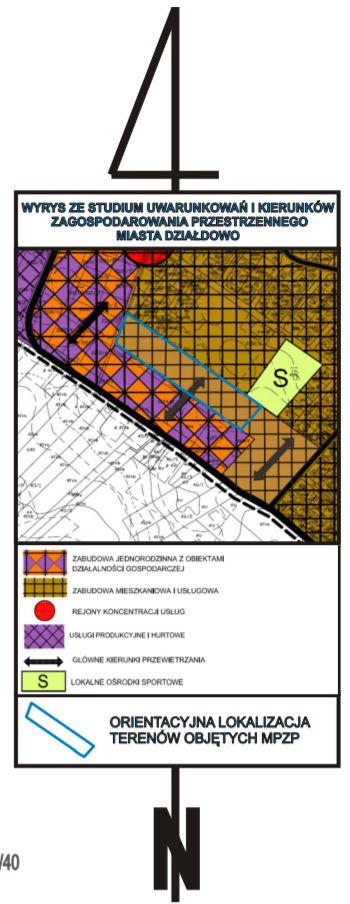 WYRYS ZE STUDIUM UWARUNKOWAŃ I KIERUNKÓW
ZAGOSPODAROWANIA PRZESTRZENNEGO
MIASTA DZIAŁDOWO
S
ZABUDOWA JEDNORODZINNA Z OBIEKTAMI
DZIAŁALNOŚCI GOSPODARCZEJ
ZABUDOWA MIESZKANIOWA I USŁUGOWA
REJONY KONCENTRACJI USŁUG
USŁUGI PRODUKCYJNE I HURTOWE
GŁÓWNE KIERUNKI PRZEWIETRZANIA
S LOKALNE OŚRODKI SPORTOWE
ORIENTACYJNA LOKALIZACJA
TERENÓW OBJĘTYCH MPZP
/40
N